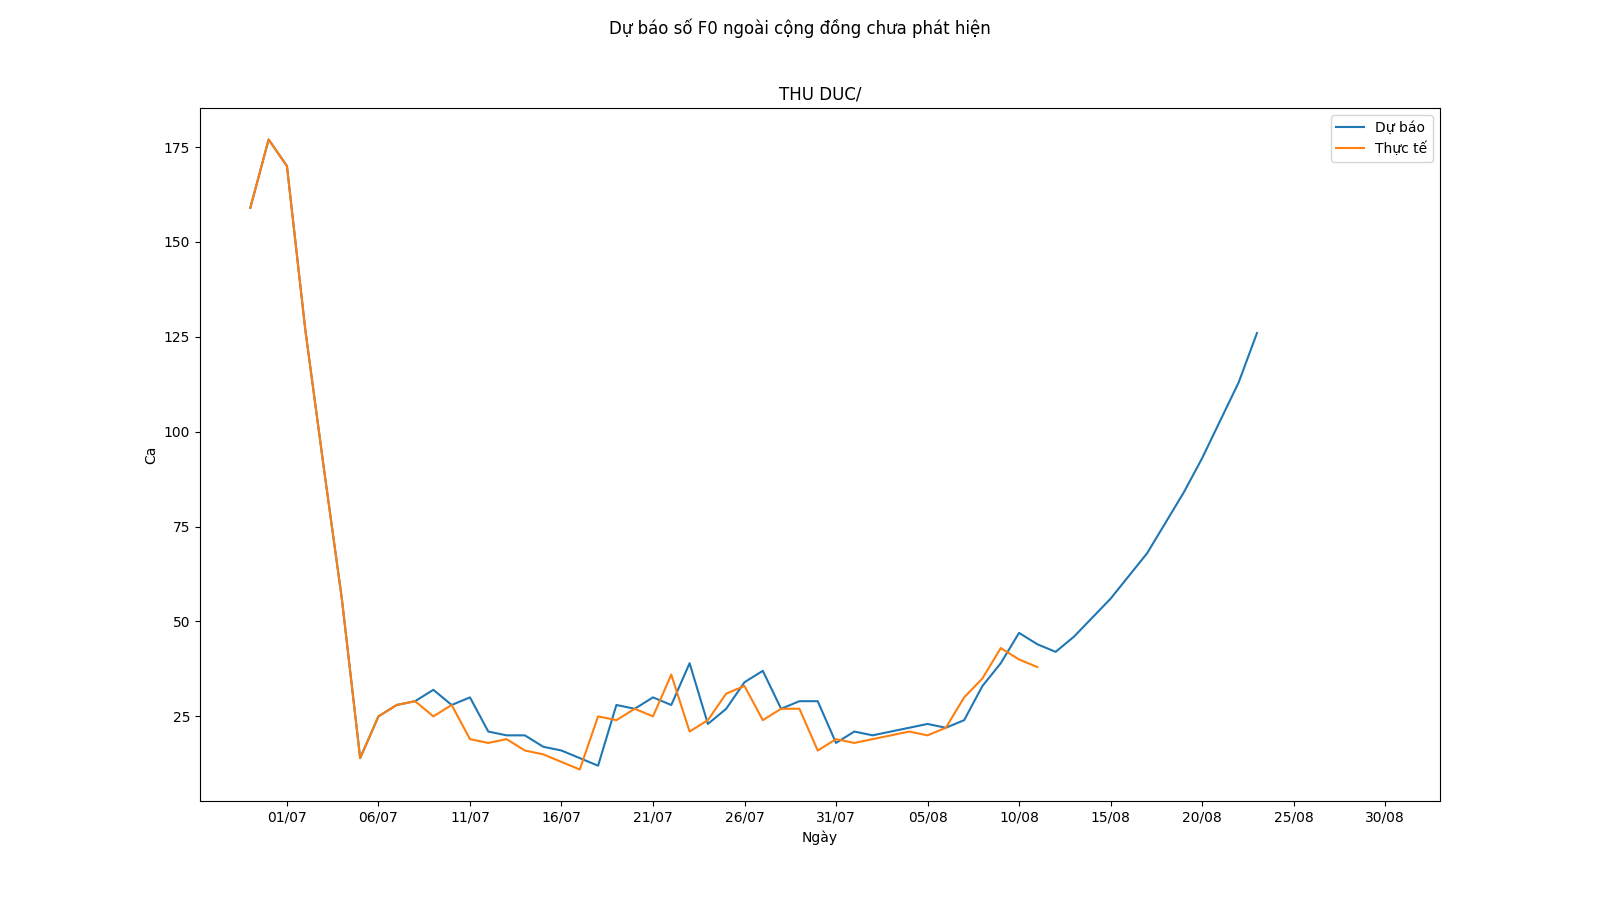 Dự báo số F0 ngoài cộng đồng chưa phát hiện
THU DUC/
Dự báo
Thực tế
175
150
125
100
75
50
25
Ca
01/07 06/07 11/07 16/07 21/07 26/07 31/07 05/08 10/08 15/08 20/08 25/08 30/08
Ngày